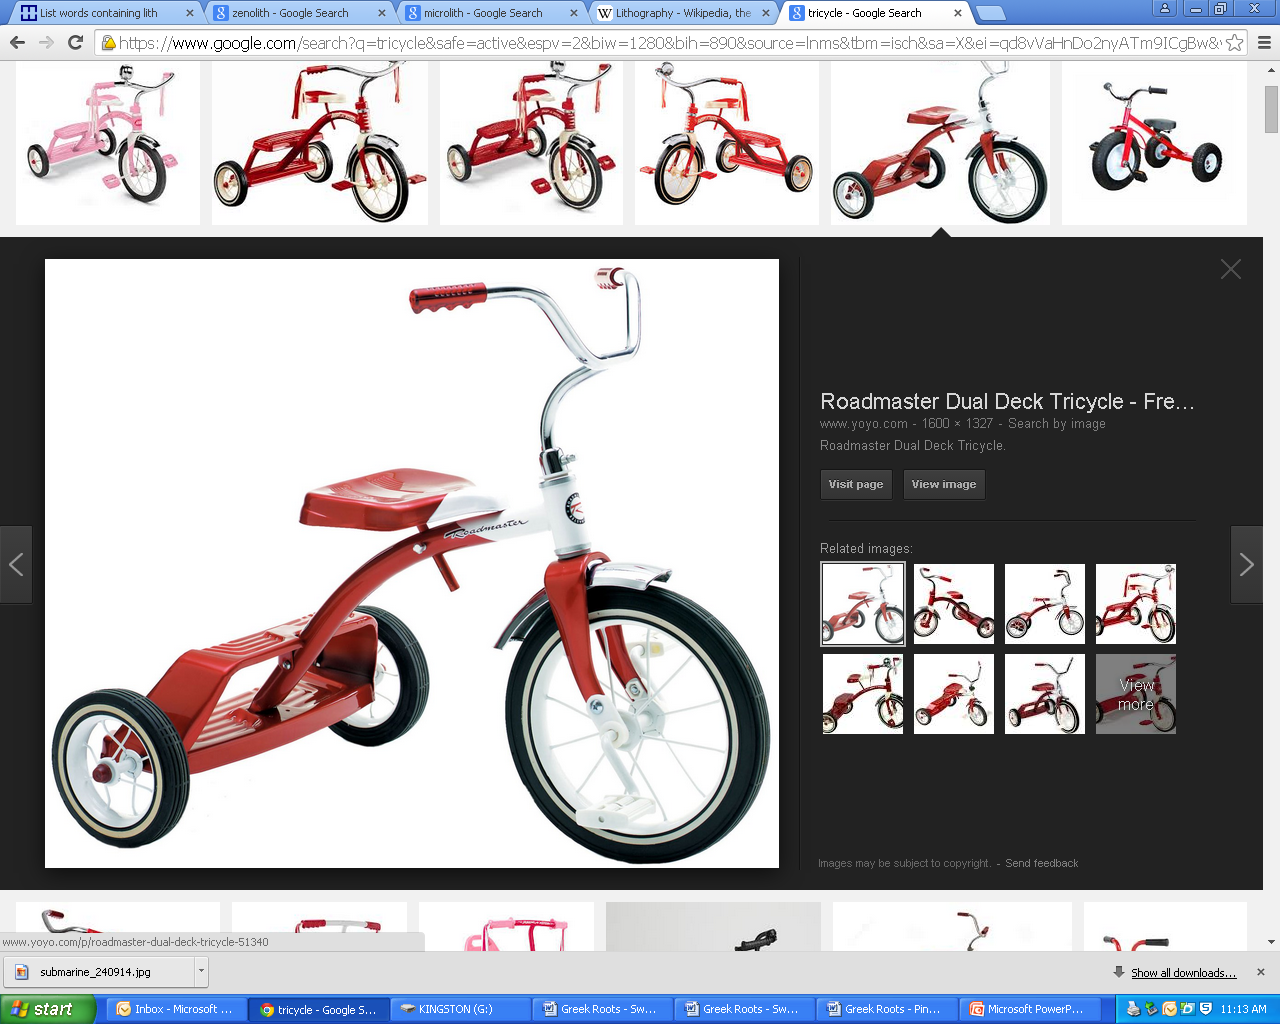 List words containing lith
zenolith - Google Search
microlith - Google Search
Lithography - Wikipedia, the
tricycle - Google Search
https://www.google.com/search?q=tricycle&safe=active&espv=2&biw=1280&bih=890&source=lnms&tbm=isch&sa=X&ei=qd8vVaHnDo2nyATm9ICgBw&v
Roadmaster
Roadmaster Dual Deck Tricycle - Fre...
www.yoyo.com - 1600 × 1327 - Search by image
Roadmaster Dual Deck Tricycle.
Visit page
View image
Related images:
View
more
Images may be subject to copyright. - Send feedback
www.yoyo.com/p/roadmaster-dual-deck-tricycle-51340
submarine_240914.jpg
Show all downloads...
start
Inbox - Microsoft ...
tricycle - Google S...
KINGSTON (G:)
Greek Roots - Sw...
Greek Roots - Sw...
Greek Roots - Pin...
Microsoft PowerP...
11:13 AM